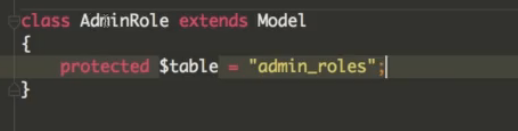 class AdminRole extends Model
{
    protected $table = "admin_roles";
}